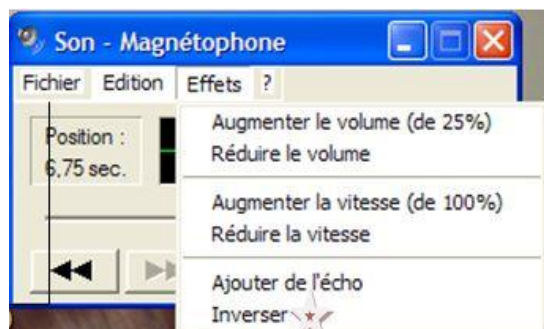 Son - Magnétophone
Fichier Edition Effets ?
Position :
6,75 sec.
Augmenter le volume (de 25%)
Réduire le volume
Augmenter la vitesse (de 100%)
Réduire la vitesse
Ajouter de l'écho
Inverser